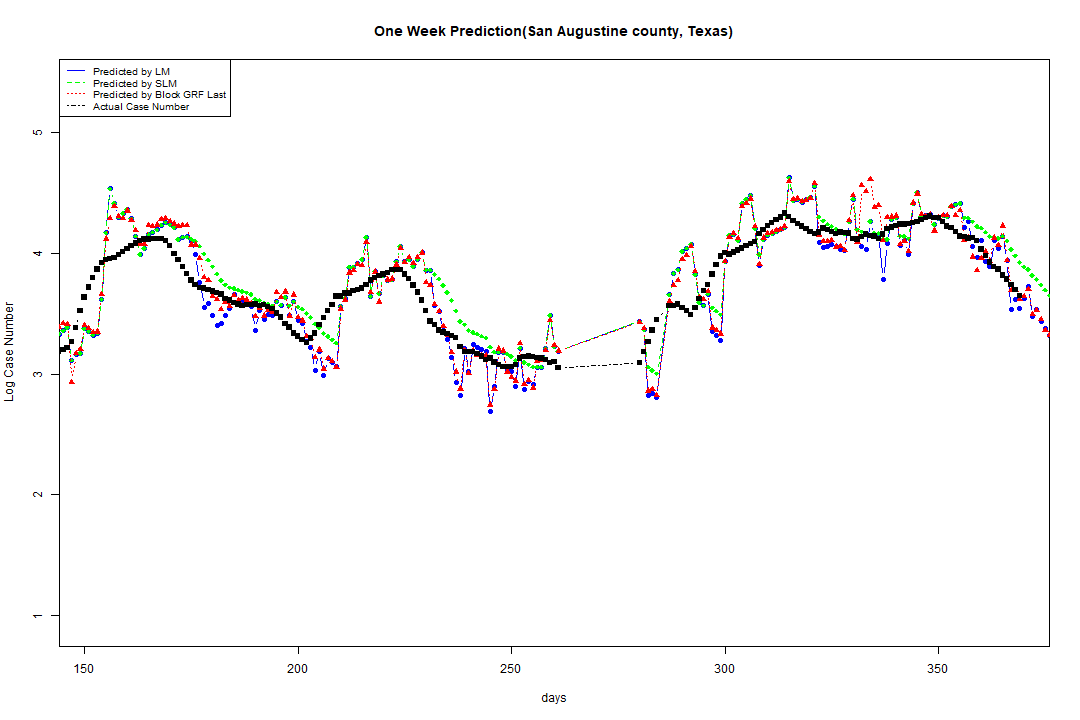 One Week Prediction(San Augustine county, Texas)
Predicted by LM
Predicted by SLM
Predicted by Block GRF Last
Actual Case Number
5
4
3
2
1
Log Case Number
150 200 250 300 350
days